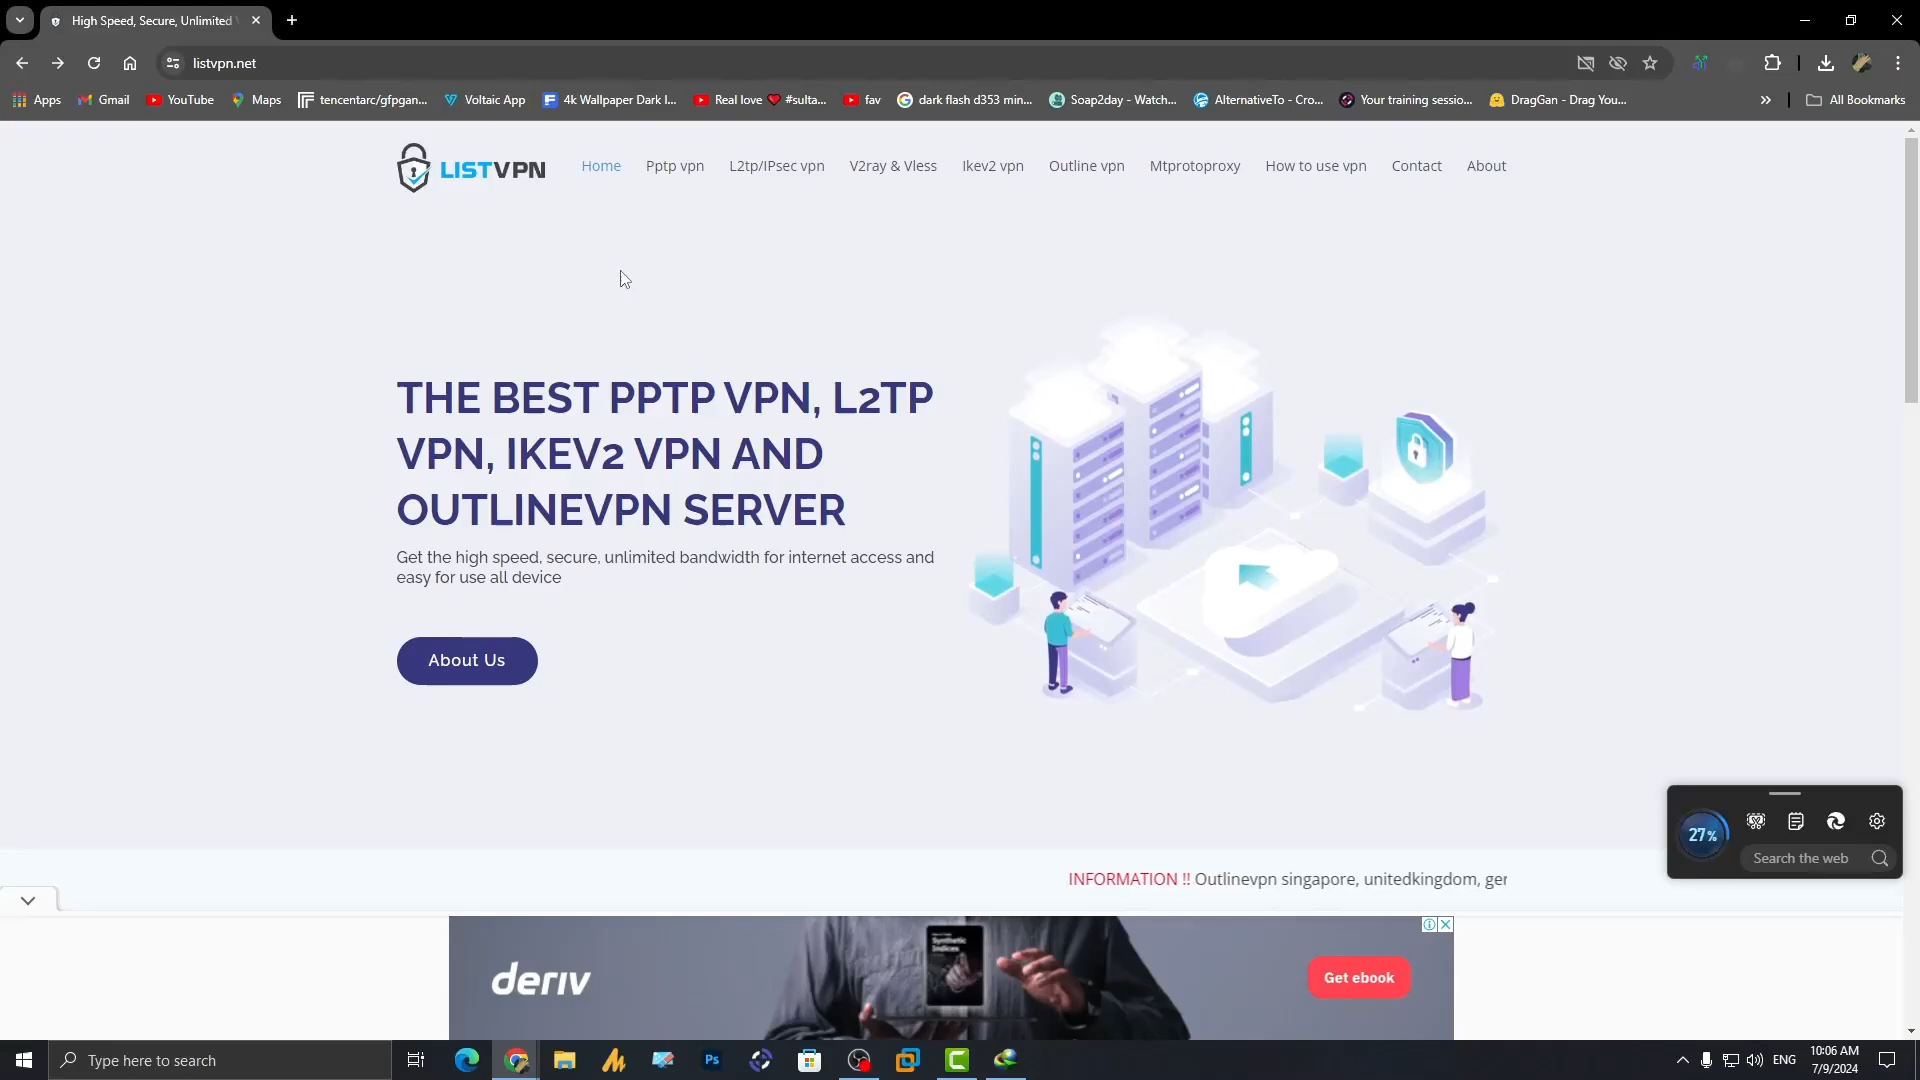 High Speed, Secure, Unlimited
listvpn.net
Apps
Gmail
YouTube
Maps
tencentarc/gfpgan...
Voltaic App
4k Wallpaper Dark I...
Real love ❤ #sulta...
fav
dark flash d353 min...
Soap2day - Watch...
AlternativeTo - Cro...
Your training sessio...
DragGan - Drag You...
All Bookmarks
LISTVPN
Home
Pptp vpn
L2tp/IPsec vpn
V2ray & Vless
Ikev2 vpn
Outline vpn
Mtprotoproxy
How to use vpn
Contact
About
THE BEST PPTP VPN, L2TP
VPN, IKEV2 VPN AND
OUTLINEVPN SERVER
Get the high speed, secure, unlimited bandwidth for internet access and
easy for use all device
About Us
27%
Search the web
INFORMATION !! Outlinevpn singapore, unitedkingdom, ger
deriv
Synthetic
Indices
Get ebook
Type here to search
Ps
ENG
10:06 AM
7/9/2024